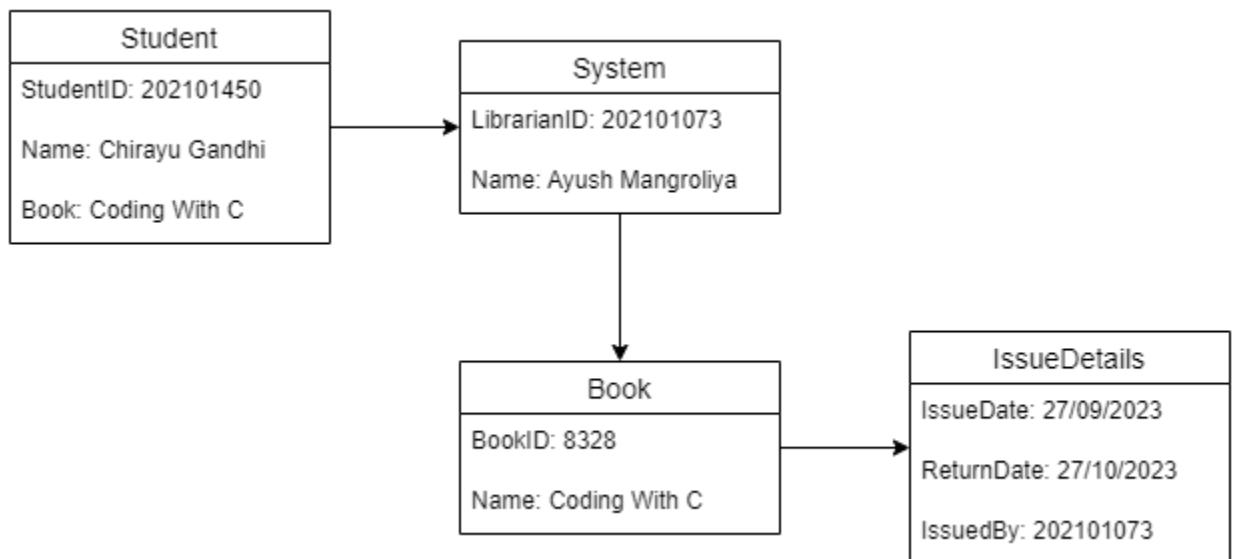 Student
StudentID: 202101450
Name: Chirayu Gandhi
Book: Coding With C
System
LibrarianID: 202101073
Name: Ayush Mangroliya
Book
BookID: 8328
Name: Coding With C
IssueDetails
IssueDate: 27/09/2023
ReturnDate: 27/10/2023
IssuedBy: 202101073